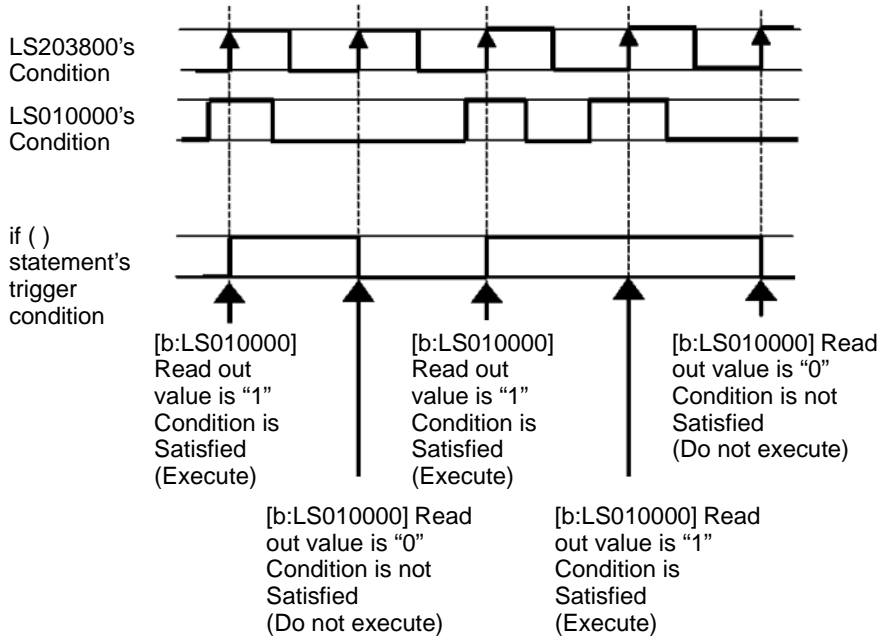 LS203800’s
Condition
LS010000’s
Condition
if ( )
statement’s
trigger
condition
[b:LS010000]
Read out
value is “1”
Condition is
Satisfied
(Execute)
[b:LS010000]
Read out
value is “1”
Condition is
Satisfied
(Execute)
[b:LS010000] Read
out value is “0”
Condition is not
Satisfied
(Do not execute)
[b:LS010000] Read
out value is “0”
Condition is not
Satisfied
(Do not execute)
[b:LS010000] Read
out value is “1”
Condition is
Satisfied
(Execute)